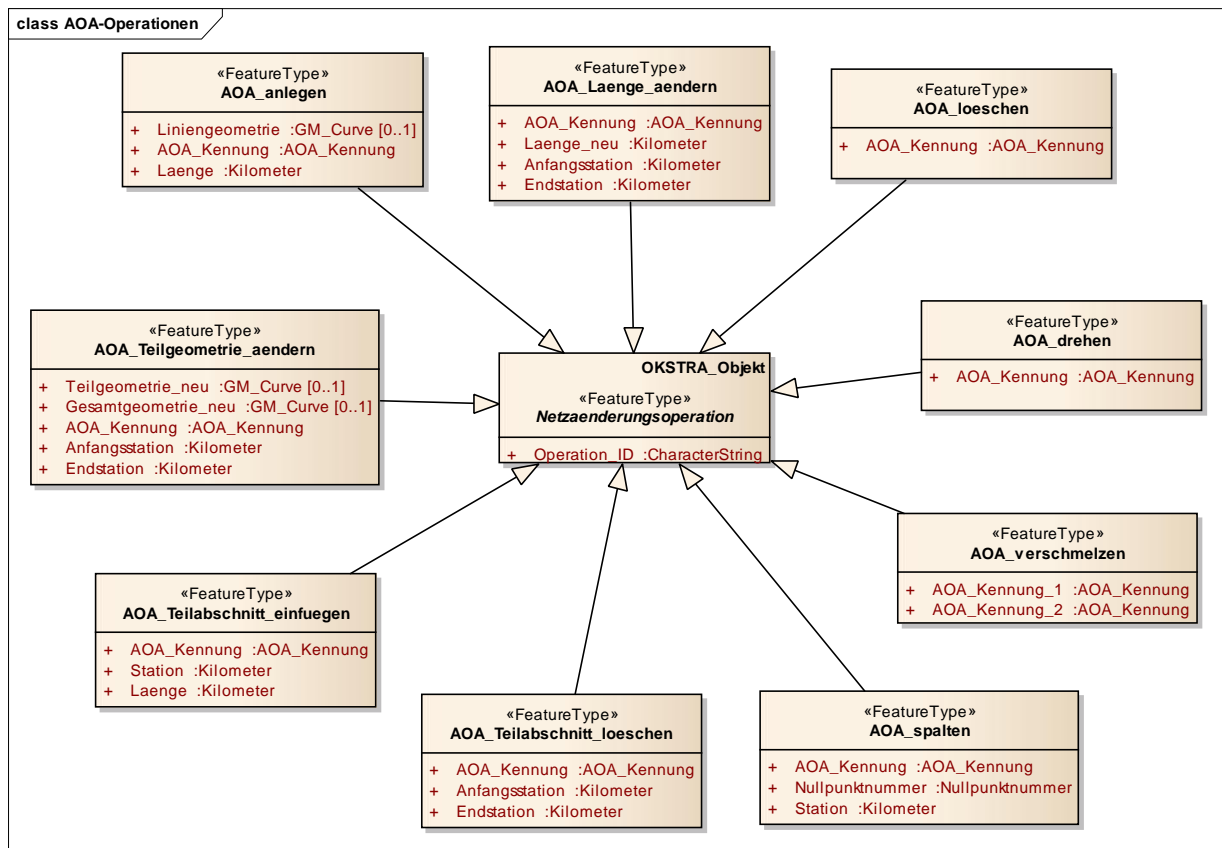 class AOA-Operationen
«FeatureType»
AOA_anlegen
+ Liniengeometrie :GM_Curve [0..1]
+ AOA_Kennung :AOA_Kennung
+ Laenge :Kilometer
«FeatureType»
AOA_Laenge_aendern
+ AOA_Kennung :AOA_Kennung
+ Laenge_neu :Kilometer
+ Anfangsstation :Kilometer
+ Endstation :Kilometer
«FeatureType»
AOA_loeschen
+ AOA_Kennung :AOA_Kennung
«FeatureType»
AOA_Teilgeometrie_aendern
+ Teilgeometrie_neu :GM_Curve [0..1]
+ Gesamtgeometrie_neu :GM_Curve [0..1]
+ AOA_Kennung :AOA_Kennung
+ Anfangsstation :Kilometer
+ Endstation :Kilometer
OKSTRA_Objekt
«FeatureType»
Netzaenderungsoperation
+ Operation_ID :CharacterString
«FeatureType»
AOA_drehen
+ AOA_Kennung :AOA_Kennung
«FeatureType»
AOA_verschmelzen
+ AOA_Kennung_1 :AOA_Kennung
+ AOA_Kennung_2 :AOA_Kennung
«FeatureType»
AOA_Teilabschnitt_einfuegen
+ AOA_Kennung :AOA_Kennung
+ Station :Kilometer
+ Laenge :Kilometer
«FeatureType»
AOA_Teilabschnitt_loeschen
+ AOA_Kennung :AOA_Kennung
+ Anfangsstation :Kilometer
+ Endstation :Kilometer
«FeatureType»
AOA_spalten
+ AOA_Kennung :AOA_Kennung
+ Nullpunktnummer :Nullpunktnummer
+ Station :Kilometer